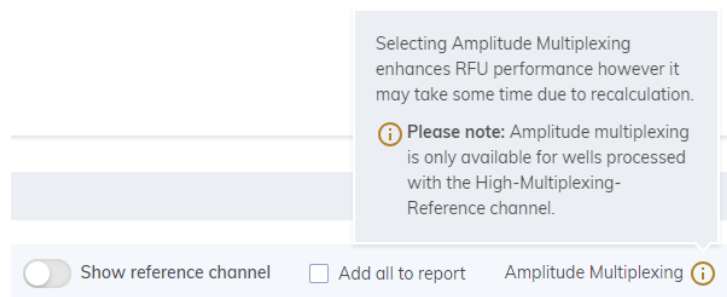 Selecting Amplitude Multiplexing
enhances RFU performance however it
may take some time due to recalculation.
Please note: Amplitude multiplexing
is only available for wells processed
with the High-Multiplexing-
Reference channel.
Show reference channel
Add all to report
Amplitude Multiplexing